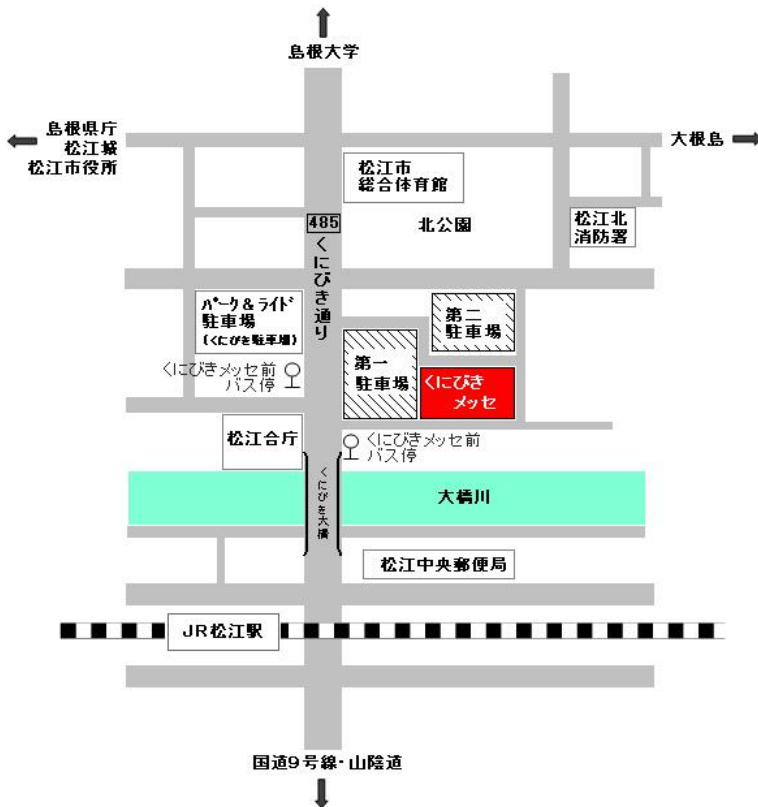 島根大学
島根県庁
松江城
松江市役所
大根島
松江市
総合体育館
485
くにびき通り
北公園
松江北
消防署
パーク&ライド
駐車場
(くにびき駐車場)
第二
駐車場
第一
駐車場
くにびきメッセ前
バス停
くにびき
メッセ
松江合庁
くにびきメッセ前
バス停
くにびき大橋
大橋川
松江中央郵便局
JR松江駅
国道9号線・山陰道